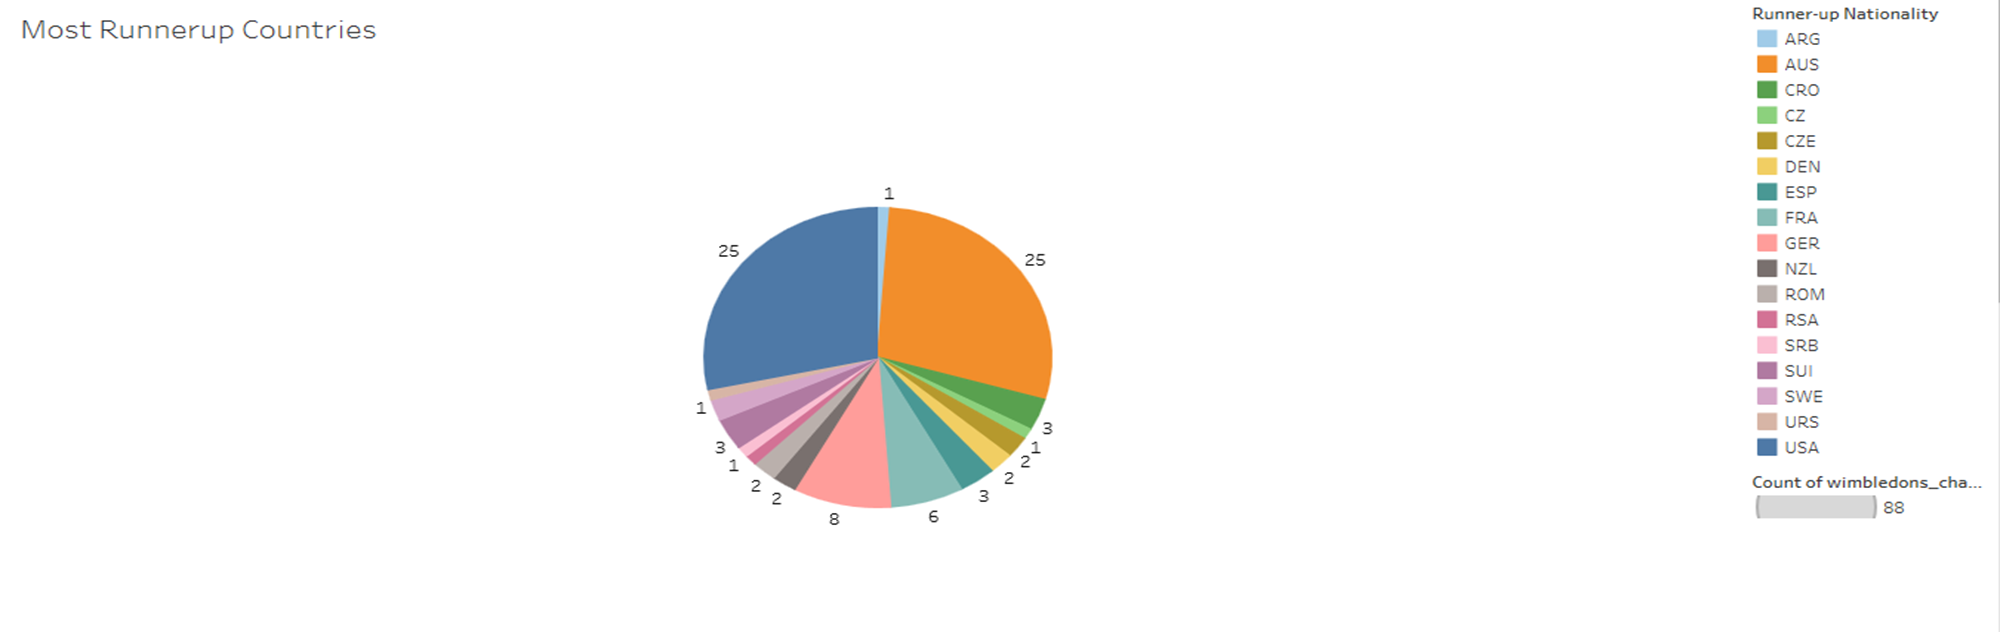 Most Runnerup Countries
1
25
25
3
1
2
2
3
6
8
2
2
1
3
1
Runner-up Nationality
ARG
AUS
CRO
CZ
CZE
DEN
ESP
FRA
GER
NZL
ROM
RSA
SRB
SUI
SWE
URS
USA
Count of wimbledons_cha...
88